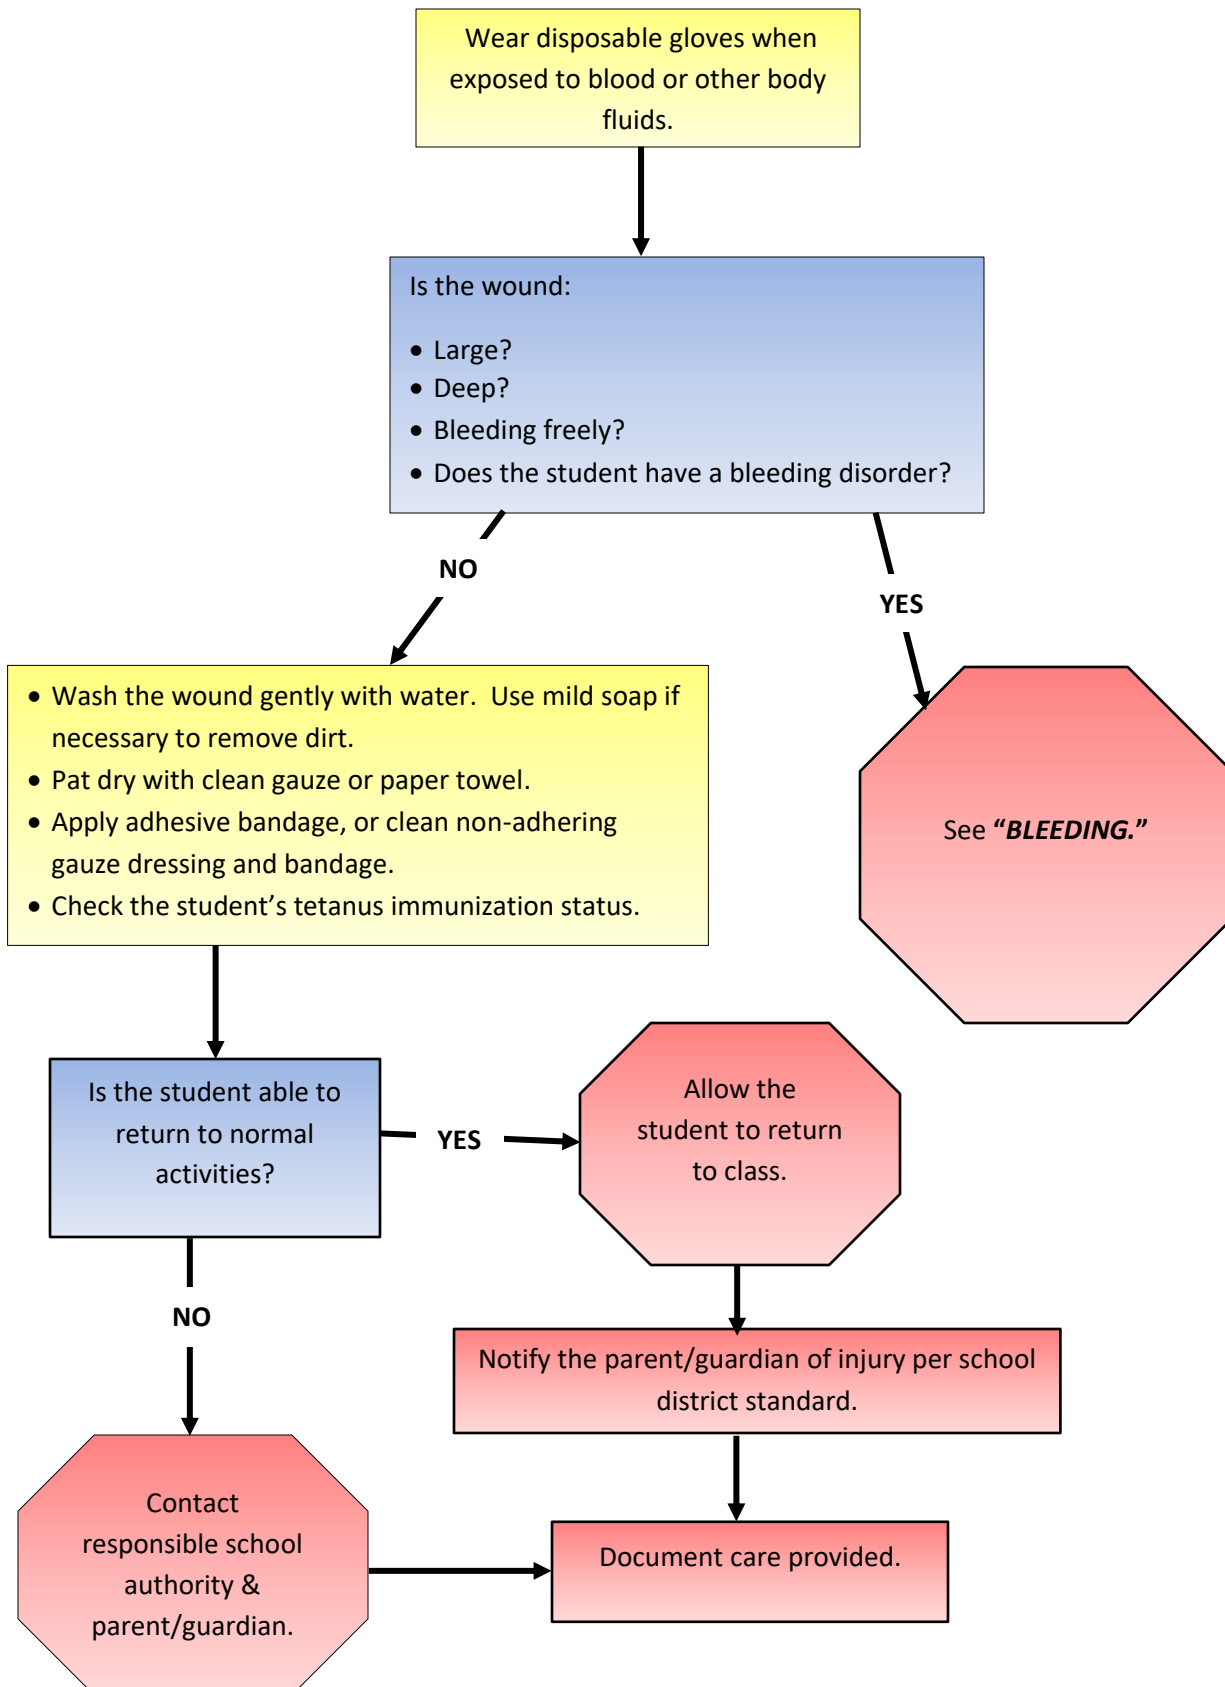 Wear disposable gloves when
exposed to blood or other body
fluids.
Is the wound:
• Large?
• Deep?
• Bleeding freely?
• Does the student have a bleeding disorder?
NO
YES
• Wash the wound gently with water.  Use mild soap if
necessary to remove dirt.
• Pat dry with clean gauze or paper towel.
• Apply adhesive bandage, or clean non-adhering
gauze dressing and bandage.
• Check the student’s tetanus immunization status.
See “BLEEDING.”
Is the student able to
return to normal
activities?
YES
Allow the
student to return
to class.
NO
Notify the parent/guardian of injury per school
district standard.
Contact
responsible school
authority &
parent/guardian.
Document care provided.